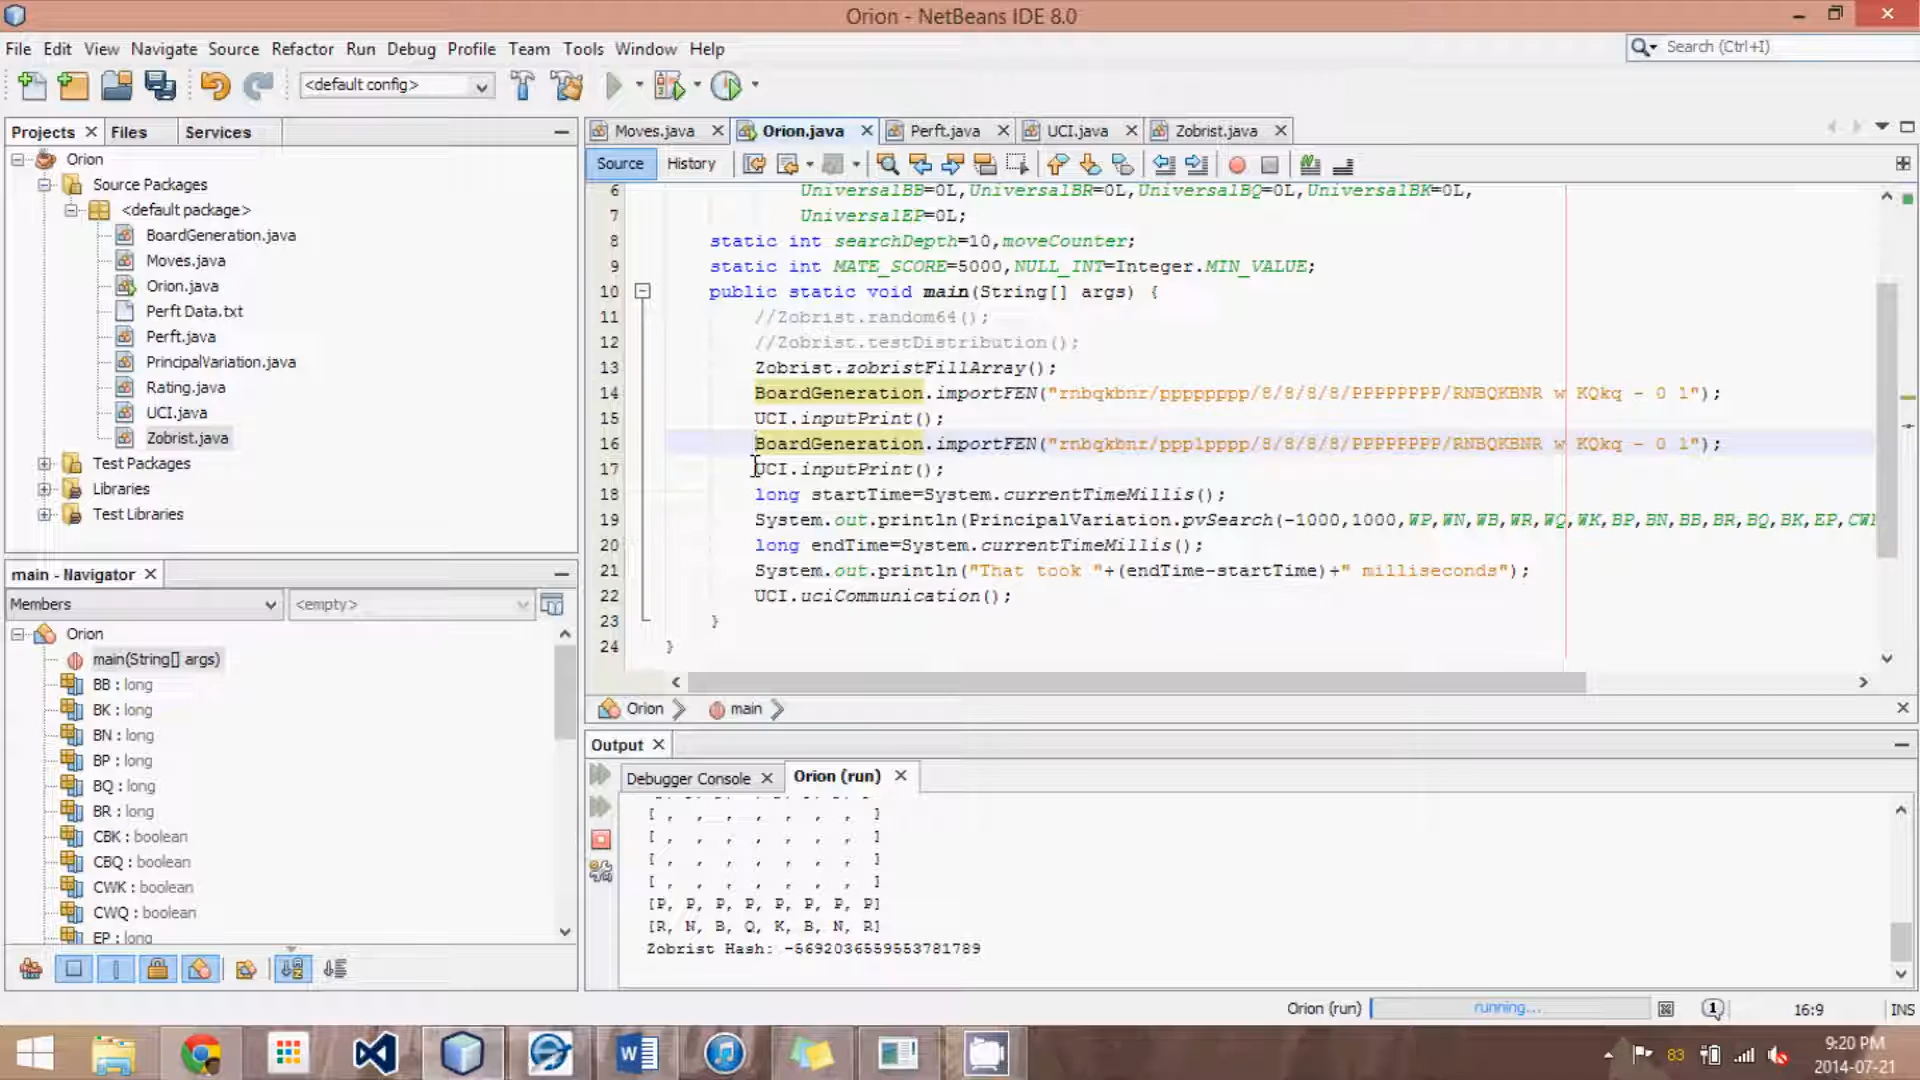 Orion - NetBeans IDE 8.0
File Edit View Navigate Source Refactor Run Debug Profile Team Tools Window Help
Search (Ctrl+I)
<default config>
Projects Files Services
Moves.java Orion.java Perft.java UCI.java Zobrist.java
Source History
Orion
Source Packages
<default package>
BoardGeneration.java
Moves.java
Orion.java
Perft Data.txt
Perft.java
PrincipalVariation.java
Rating.java
UCI.java
Zobrist.java
Test Packages
Libraries
Test Libraries
6 UniversalBB=0L,UniversalBR=0L,UniversalBQ=0L,UniversalBK=0L,
7 UniversalEP=0L;
8 static int searchDepth=10,moveCounter;
9 static int MATE_SCORE=5000,NULL_INT=Integer.MIN_VALUE;
10 public static void main(String[] args) {
11 //Zobrist.random64();
12 //Zobrist.testDistribution();
13 Zobrist.zobristFillArray();
14 BoardGeneration.importFEN("rnbqkbnr/pppppppp/8/8/8/8/PPPPPPPP/RNBQKBNR w KQkq - 0 1");
15 UCI.inputPrint();
16 BoardGeneration.importFEN("rnbqkbnr/ppp1pppp/8/8/8/8/PPPPPPPP/RNBQKBNR w KQkq - 0 1");
17 UCI.inputPrint();
18 long startTime=System.currentTimeMillis();
19 System.out.println(PrincipalVariation.pvSearch(-1000,1000,WP,WN,WB,WR,WQ,WK,BP,BN,BB,BR,BQ,BK,EP,CW
20 long endTime=System.currentTimeMillis();
21 System.out.println("That took "+(endTime-startTime)+" milliseconds");
22 UCI.uciCommunication();
23 }
24 }
Orion main
main - Navigator
Members <empty>
Orion
main(String[] args)
BB : long
BK : long
BN : long
BP : long
BQ : long
BR : long
CBK : boolean
CBQ : boolean
CWK : boolean
CWQ : boolean
EP : long
Output
Debugger Console Orion (run)
[ , , , , , , , ]
[ , , , , , , , ]
[ , , , , , , , ]
[ , , , , , , , ]
[P, P, P, P, P, P, P, P]
[R, N, B, Q, K, B, N, R]
Zobrist Hash: -5692036559553781789
Orion (run) running... 1 16:9 INS
83
9:20 PM
2014-07-21